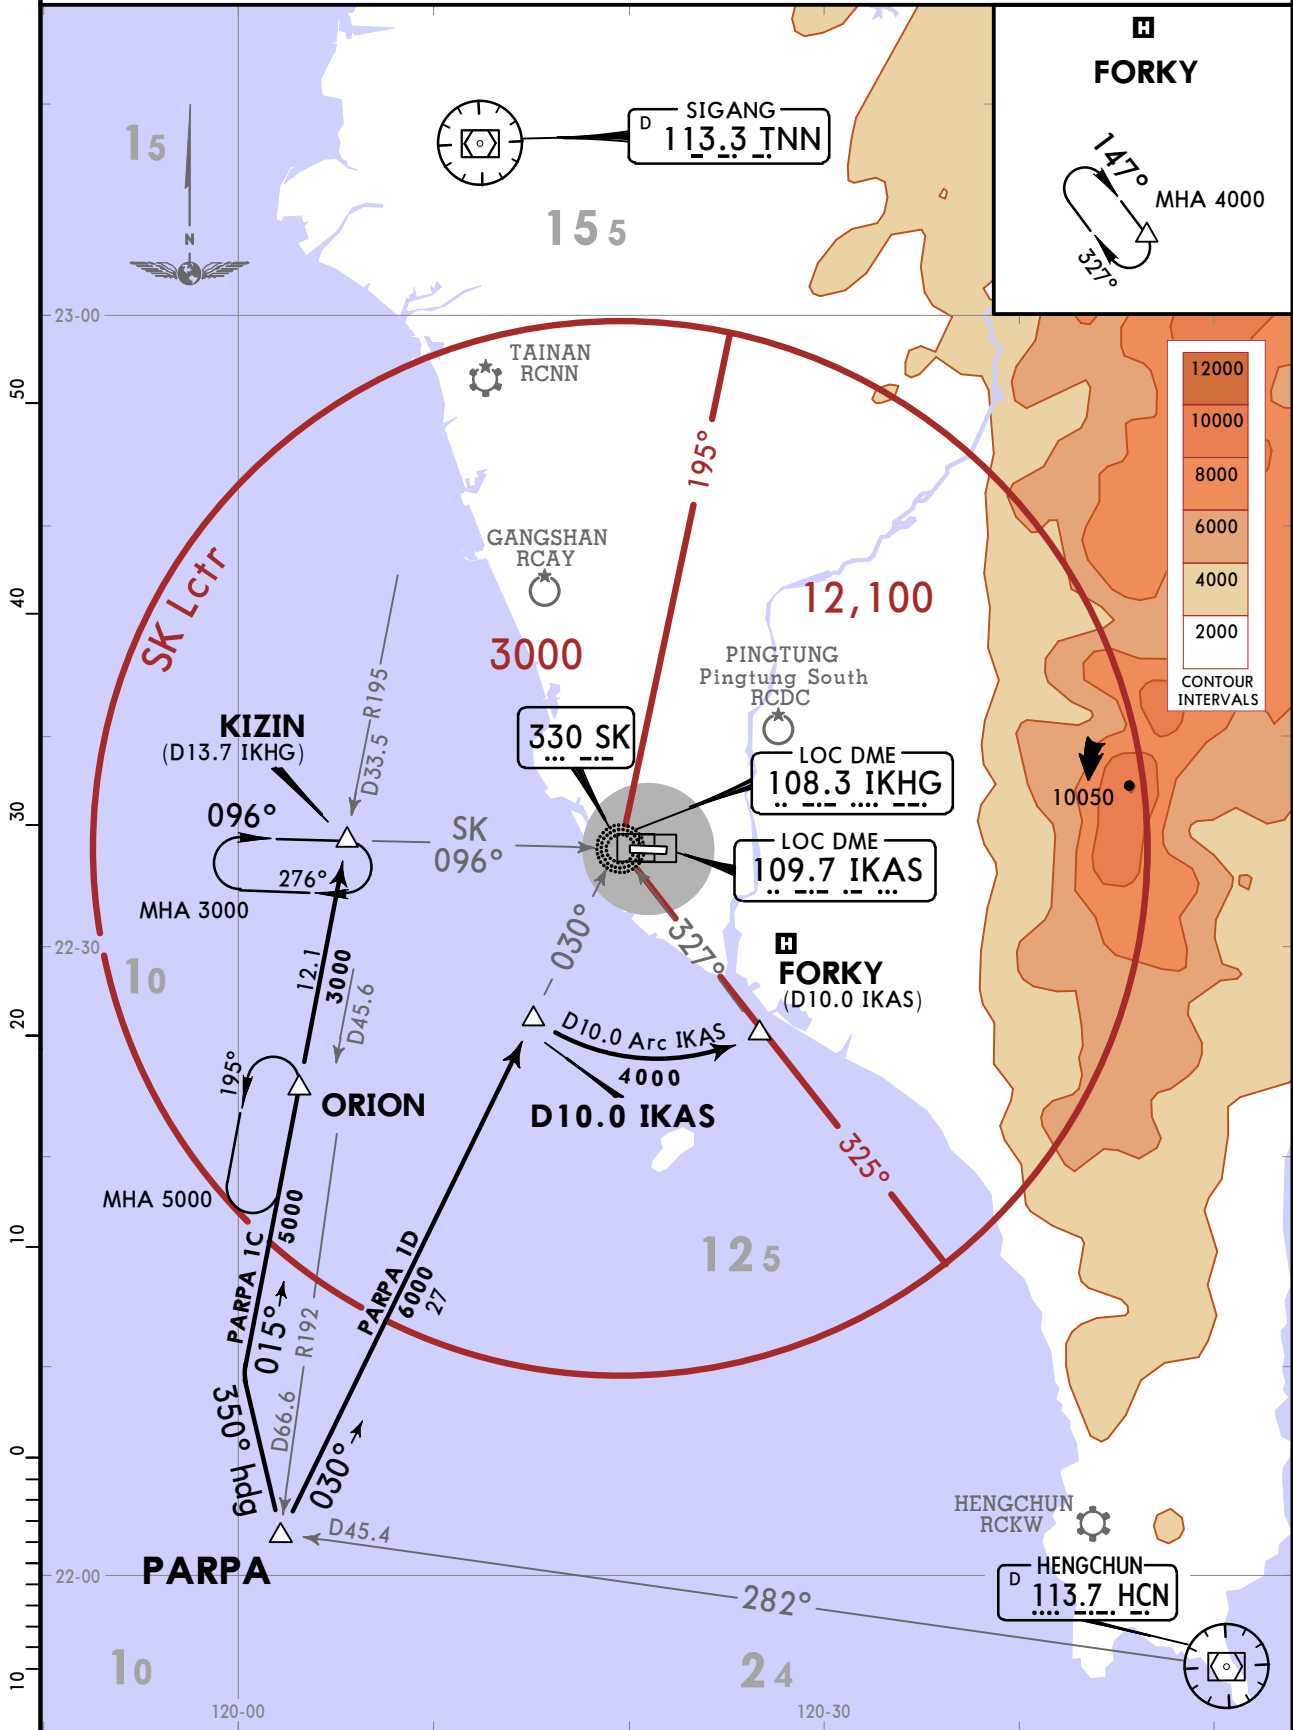 H
FORKY
147°
MHA 4000
327°
SIGANG
D 113.3 TNN
15
N
15 5
23-00
TAINAN
RCNN
12000
10000
8000
6000
4000
2000
CONTOUR
INTERVALS
50
195°
GANGSHAN
RCAY
SK Lctr
40
12,100
3000
PINGTUNG
Pingtung South
RCDC
D33.5 R195
KIZIN
(D13.7 IKHG)
330 SK
LOC DME
108.3 IKHG
10050
30
096°
SK
096°
LOC DME
109.7 IKAS
276°
MHA 3000
22-30
10
12.1
3000
D45.6
030°
327°
H
FORKY
(D10.0 IKAS)
20
D10.0 Arc IKAS
4000
195°
ORION
D10.0 IKAS
325°
MHA 5000
5000
PARPA 1C
015°
10
125
PARPA 1D
6000
27
D66.6 R192
350° hdg
030°
0
D45.4
HENGCHUN
RCKW
PARPA
22-00
HENGCHUN
D 113.7 HCN
282°
10
10
24
120-00
120-30